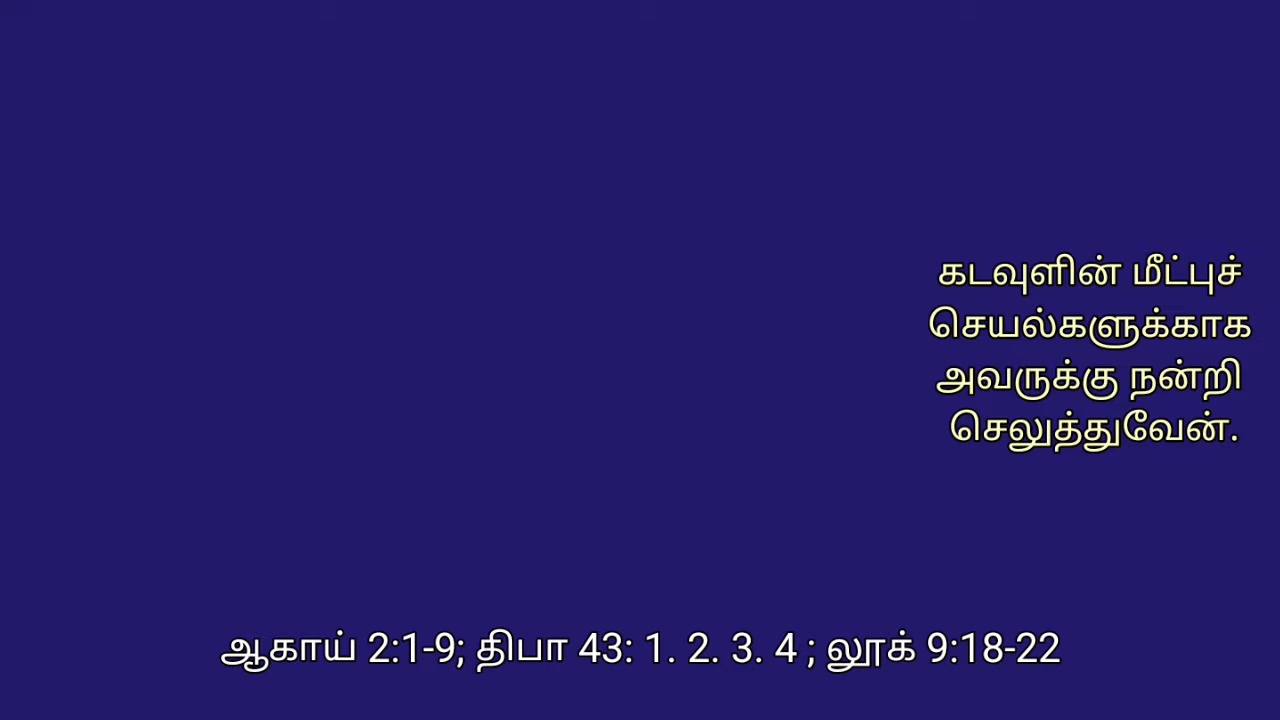 கடவுளின் மீட்புச்
செயல்களுக்காக
அவருக்கு நன்றி
செலுத்துவேன்.
ஆகாய் 2:1-9; திபா 43: 1. 2. 3. 4 ; லூக் 9:18-22